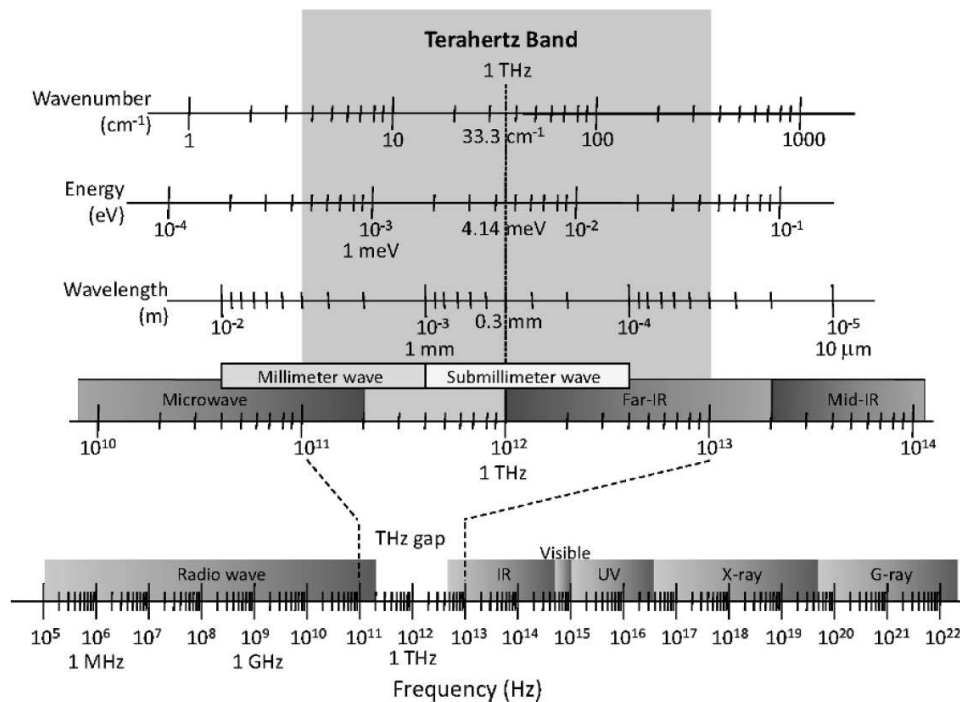 Terahertz Band
1 THz
Wavenumber
(cm⁻¹)
1 10 33.3 cm⁻¹ 100 1000
Energy
(eV)
10⁻⁴ 10⁻³ 4.14 meV 10⁻² 10⁻¹
1 meV
Wavelength
(m)
10⁻² 10⁻³ 0.3 mm 10⁻⁴ 10⁻⁵
1 mm 10 μm
Millimeter wave Submillimeter wave
Microwave Far-IR Mid-IR
10¹⁰ 10¹¹ 10¹² 10¹³ 10¹⁴
1 THz
THz gap
Visible
Radio wave IR UV X-ray G-ray
10⁵ 10⁶ 10⁷ 10⁸ 10⁹ 10¹⁰ 10¹¹ 10¹² 10¹³ 10¹⁴ 10¹⁵ 10¹⁶ 10¹⁷ 10¹⁸ 10¹⁹ 10²⁰ 10²¹ 10²²
1 MHz 1 GHz 1 THz
Frequency (Hz)